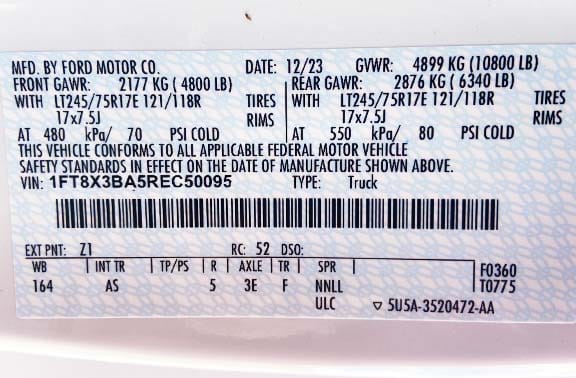 MFD. BY FORD MOTOR CO. DATE: 12/23 GVWR: 4899 KG (10800 LB)
FRONT GAWR: 2177 KG ( 4800 LB) REAR GAWR: 2876 KG ( 6340 LB)
WITH LT245/75R17E 121/118R TIRES WITH LT245/75R17E 121/118R TIRES
17x7.5J RIMS 17x7.5J RIMS
AT 480 kPa/ 70 PSI COLD AT 550 kPa/ 80 PSI COLD
THIS VEHICLE CONFORMS TO ALL APPLICABLE FEDERAL MOTOR VEHICLE
SAFETY STANDARDS IN EFFECT ON THE DATE OF MANUFACTURE SHOWN ABOVE.
VIN: 1FT8X3BA5REC50095 TYPE: Truck
EXT PNT: Z1 RC: 52 DSO:
WB INT TR TP/PS R AXLE TR SPR F0360
164 AS 5 3E F NNLL T0775
ULC ▽ 5U5A-3520472-AA